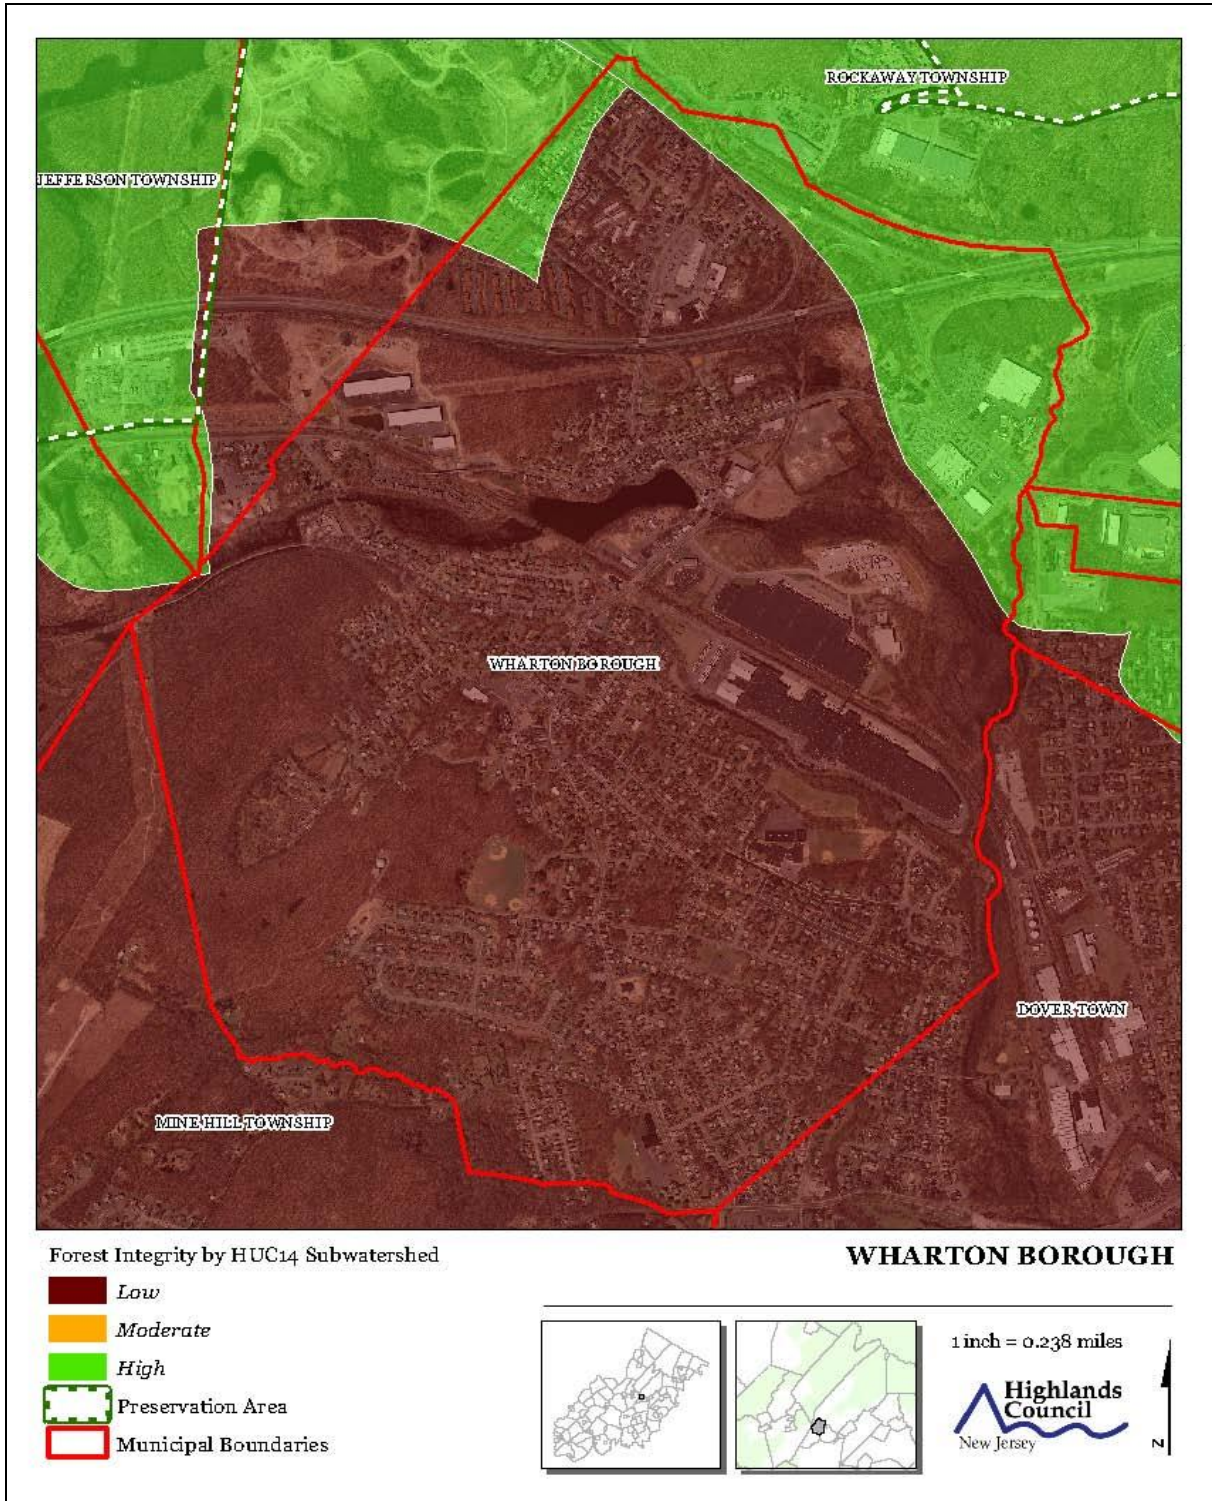 ROCKAWAY TOWNSHIP
JEFFERSON TOWNSHIP
WHARTON BOROUGH
DOVER TOWN
MINE HILL TOWNSHIP
Forest Integrity by HUC14 Subwatershed
Low
Moderate
High
Preservation Area
Municipal Boundaries
WHARTON BOROUGH
1 inch = 0.238 miles
Highlands
Council
New Jersey
N